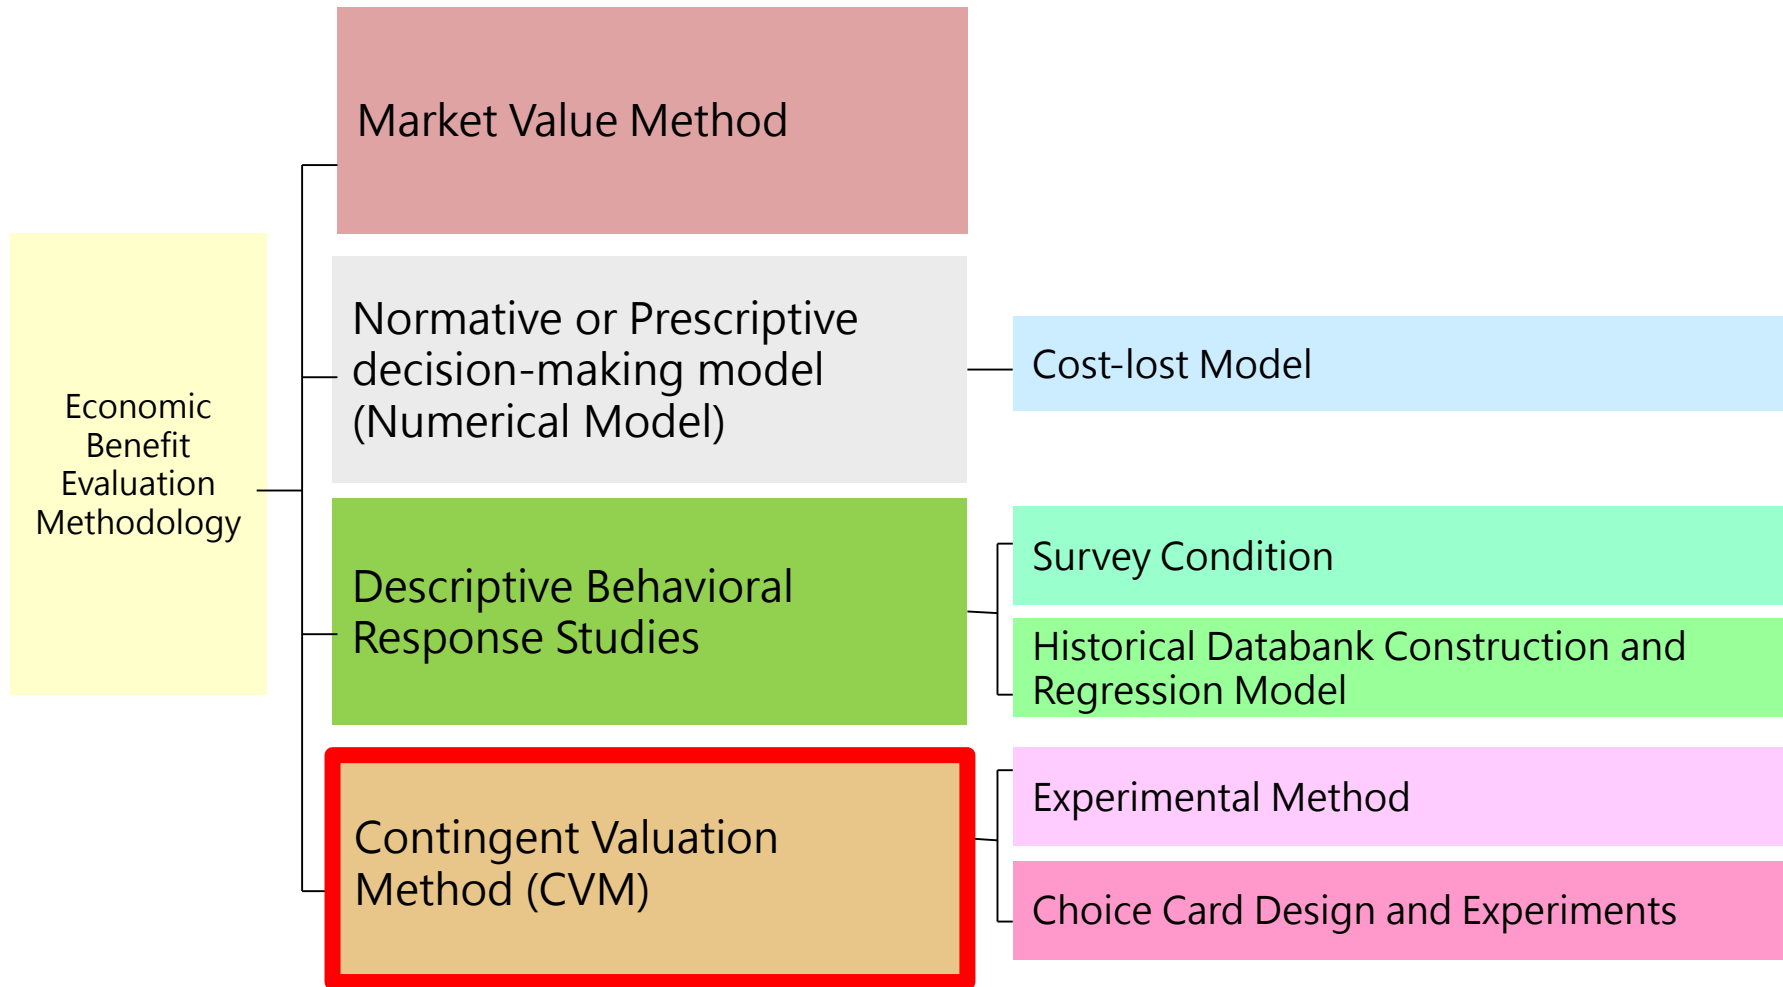 Economic
Benefit
Evaluation
Methodology
Market Value Method
Normative or Prescriptive
decision-making model
(Numerical Model)
Cost-lost Model
Descriptive Behavioral
Response Studies
Survey Condition
Historical Databank Construction and
Regression Model
Contingent Valuation
Method (CVM)
Experimental Method
Choice Card Design and Experiments